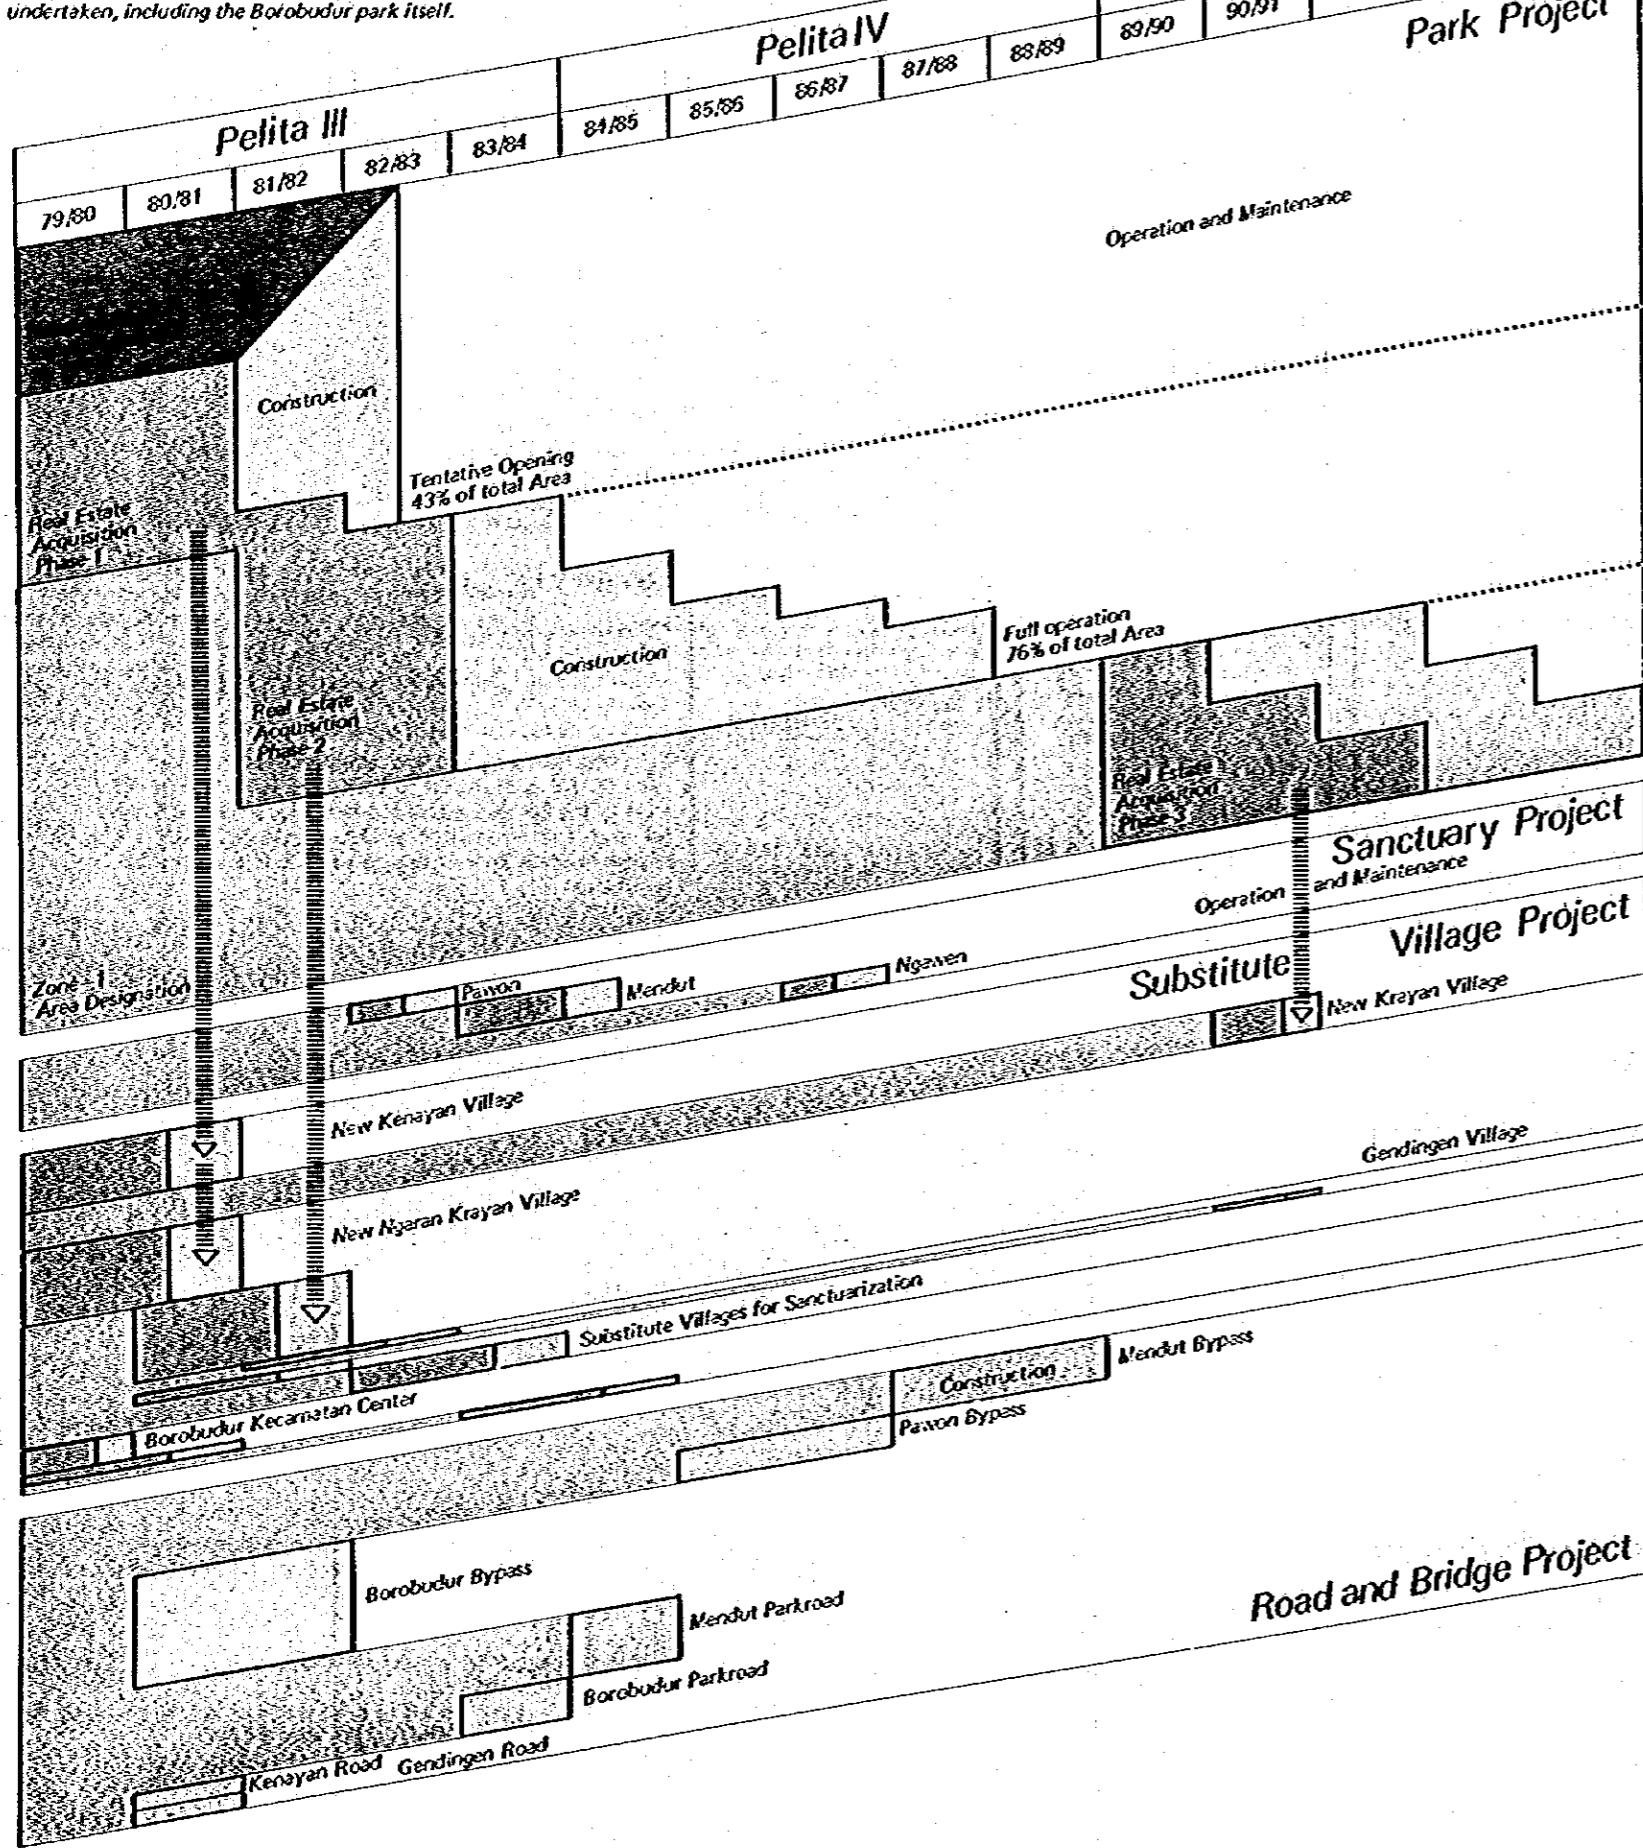 undertaken, including the Borobudur park itself.
Pelita III
Pelita IV
79/80
80/81
81/82
82/83
83/84
84/85
85/86
86/87
87/88
88/89
89/90
90/91
Park Project
Operation and Maintenance
Construction
Tentative Opening
43% of total Area
Real Estate
Acquisition
Phase 1
Construction
Full operation
76% of total Area
Real Estate
Acquisition
Phase 2
Real Estate
Acquisition
Phase 3
Zone - 1
Area Designation
Sanctuary Project
Operation and Maintenance
Pawon
Mendut
Ngawen
Substitute Village Project
New Krayan Village
New Kenayan Village
New Ngaran Krayan Village
Gendingen Village
Substitute Villages for Sanctuarization
Borobudur Kecamatan Center
Construction
Mendut Bypass
Pawon Bypass
Borobudur Bypass
Mendut Parkroad
Borobudur Parkroad
Road and Bridge Project
Kenayan Road
Gendingen Road